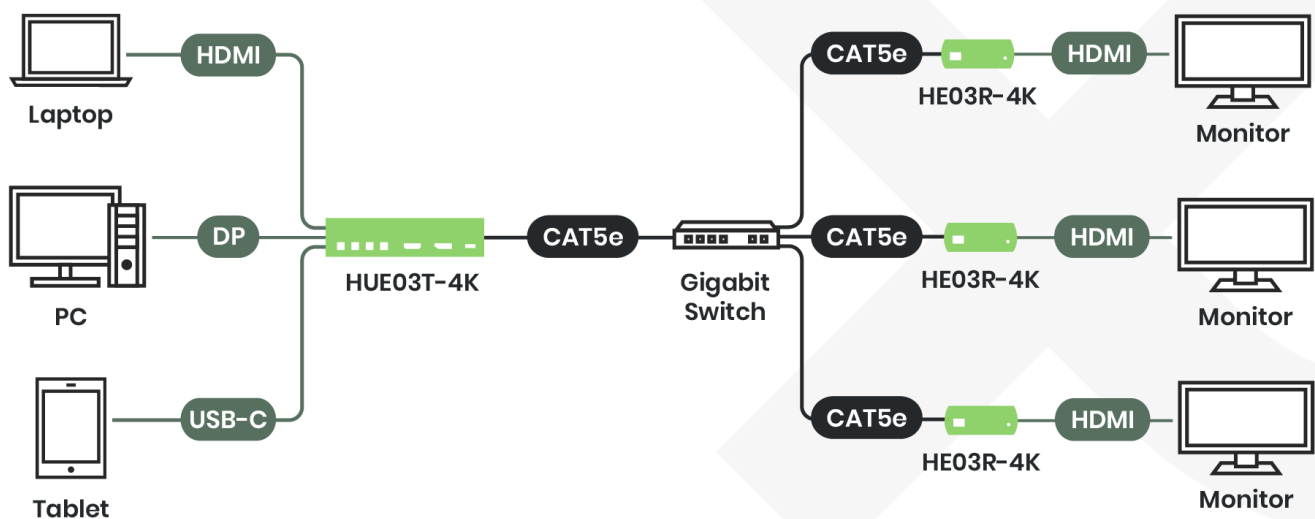 HDMI
Laptop
DP
PC
USB-C
Tablet
HUE03T-4K
CAT5e
Gigabit
Switch
CAT5e
HE03R-4K
HDMI
Monitor
CAT5e
HE03R-4K
HDMI
Monitor
CAT5e
HE03R-4K
HDMI
Monitor